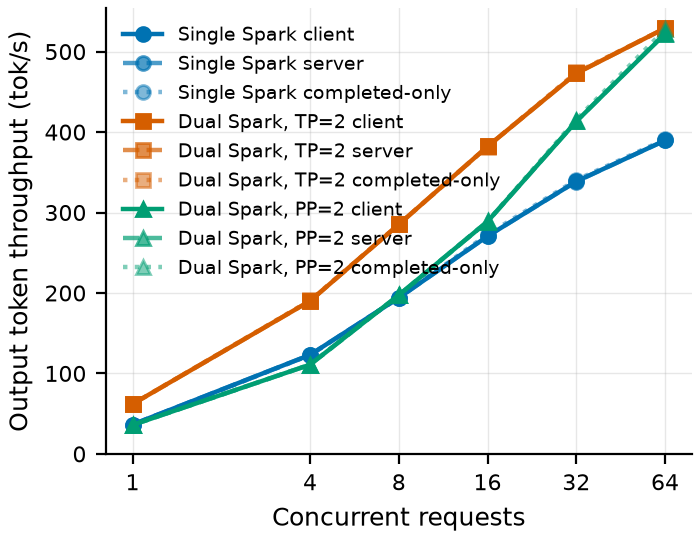 Output token throughput (tok/s)
500
400
300
200
100
0
Single Spark client
Single Spark server
Single Spark completed-only
Dual Spark, TP=2 client
Dual Spark, TP=2 server
Dual Spark, TP=2 completed-only
Dual Spark, PP=2 client
Dual Spark, PP=2 server
Dual Spark, PP=2 completed-only
1 4 8 16 32 64
Concurrent requests